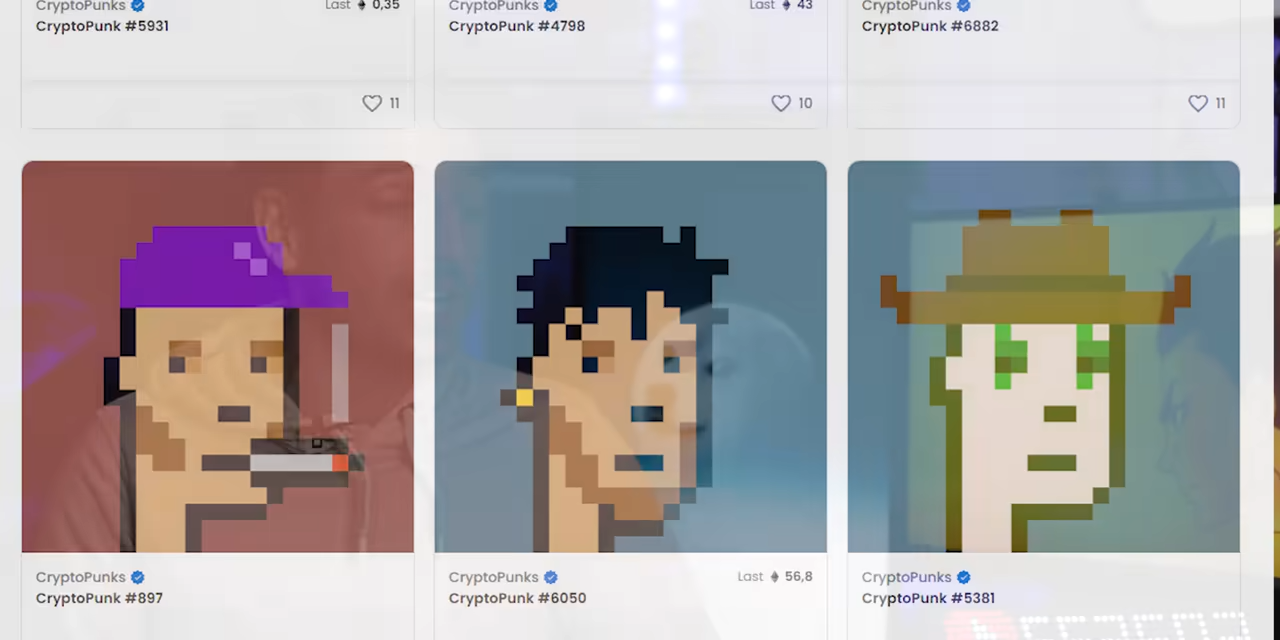 CryptoPunks Last 0,35
CryptoPunk #5931
11
CryptoPunks Last 43
CryptoPunk #4798
10
CryptoPunks
CryptoPunk #6882
11
CryptoPunks
CryptoPunk #897
CryptoPunks Last 56,8
CryptoPunk #6050
CryptoPunks
CryptoPunk #5381